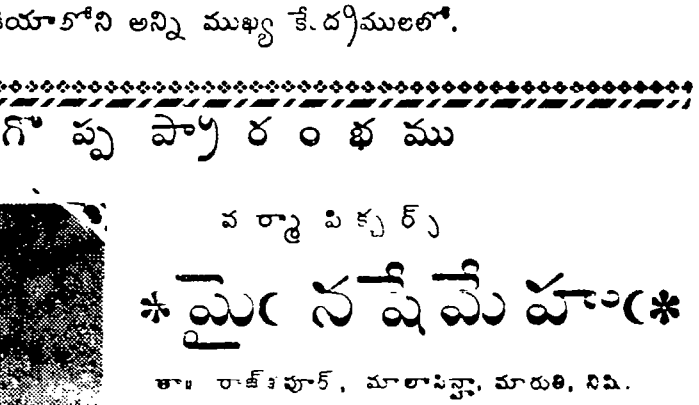 యాలోని అన్ని ముఖ్య కేంద్రములలో.
గొప్ప ప్రారంభము
వర్మా పిక్చర్స్
*మైఁ నషేమే హుఁ*
తా॥ రాజ్‌కపూర్, మాలాసిన్హా, మారుతి, నిషి.